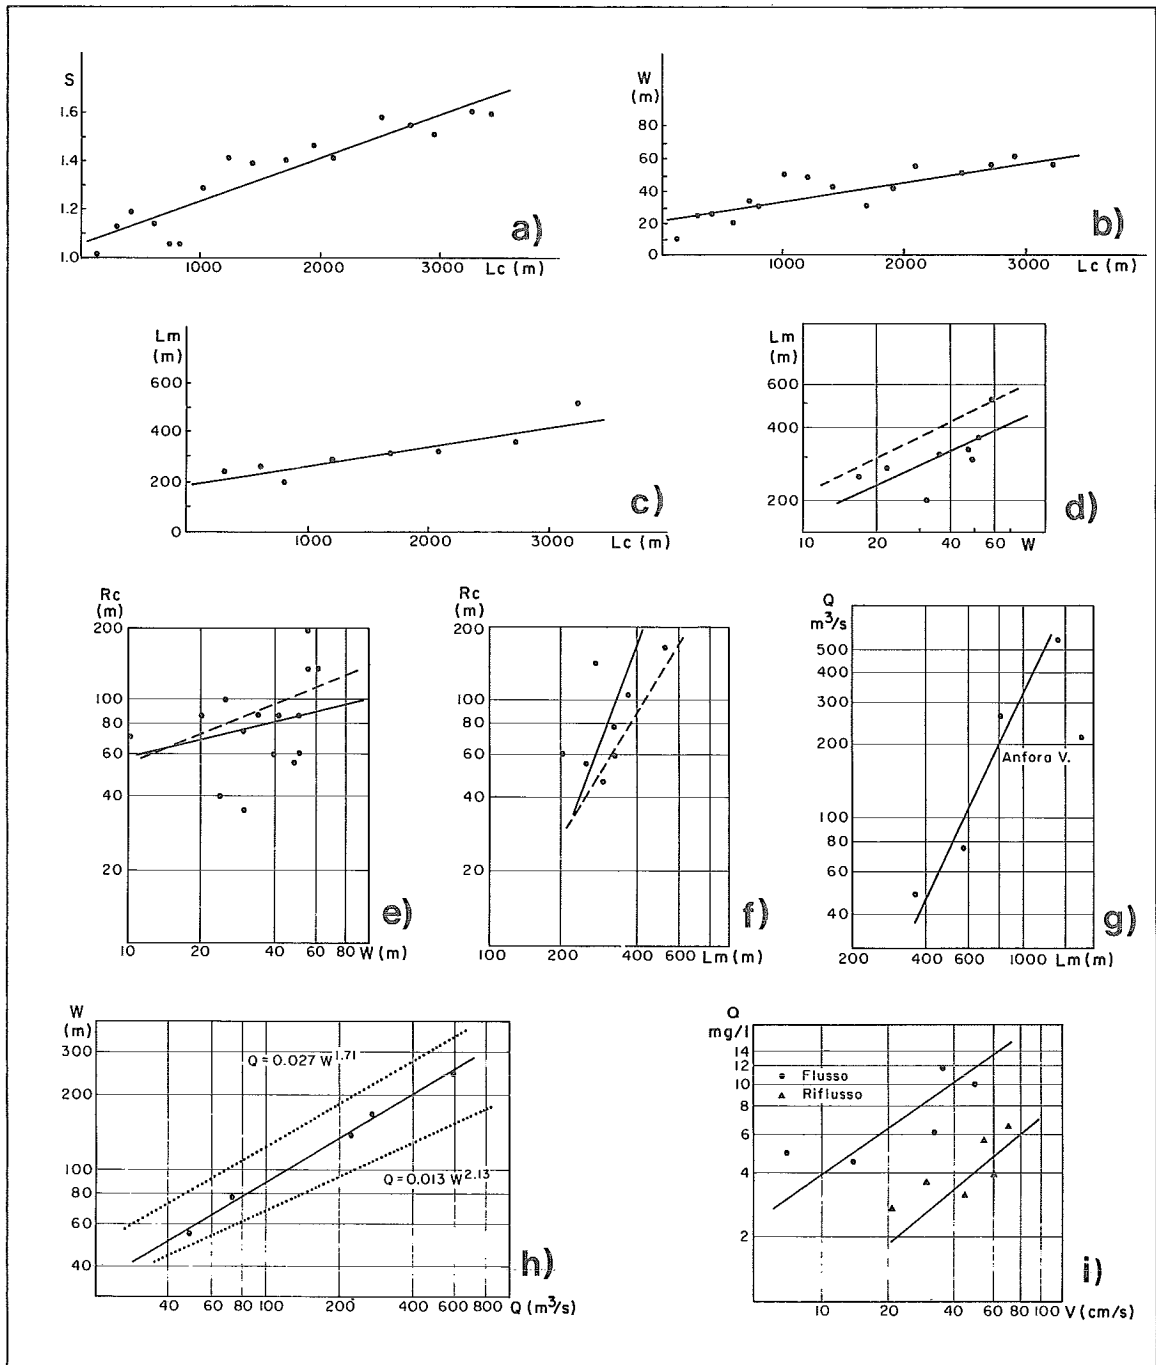 S
1.6
1.4
1.2
1.0
1000 2000 3000
Lc (m)
a)
W
(m)
80
60
40
20
0
1000 2000 3000
Lc (m)
b)
Lm
(m)
600
400
200
0
1000 2000 3000
Lc (m)
c)
Lm
(m)
600
400
200
10 20 40 60 W
d)
Rc
(m)
200
100
80
60
40
20
10 20 40 60 80 W (m)
e)
Rc
(m)
200
100
80
60
40
20
100 200 400 600 Lm (m)
f)
Q
m³/s
500
400
300
200
100
80
60
40
Anfora V.
200 400 600 1000 Lm (m)
g)
W
(m)
300
200
100
80
60
40
Q = 0.027 W^1.71
Q = 0.013 W^2.13
40 60 80 100 200 400 600 800 Q (m³/s)
h)
Q
mg/l
14
12
10
8
6
4
2
Flusso
Riflusso
10 20 40 60 80 100 V (cm/s)
i)